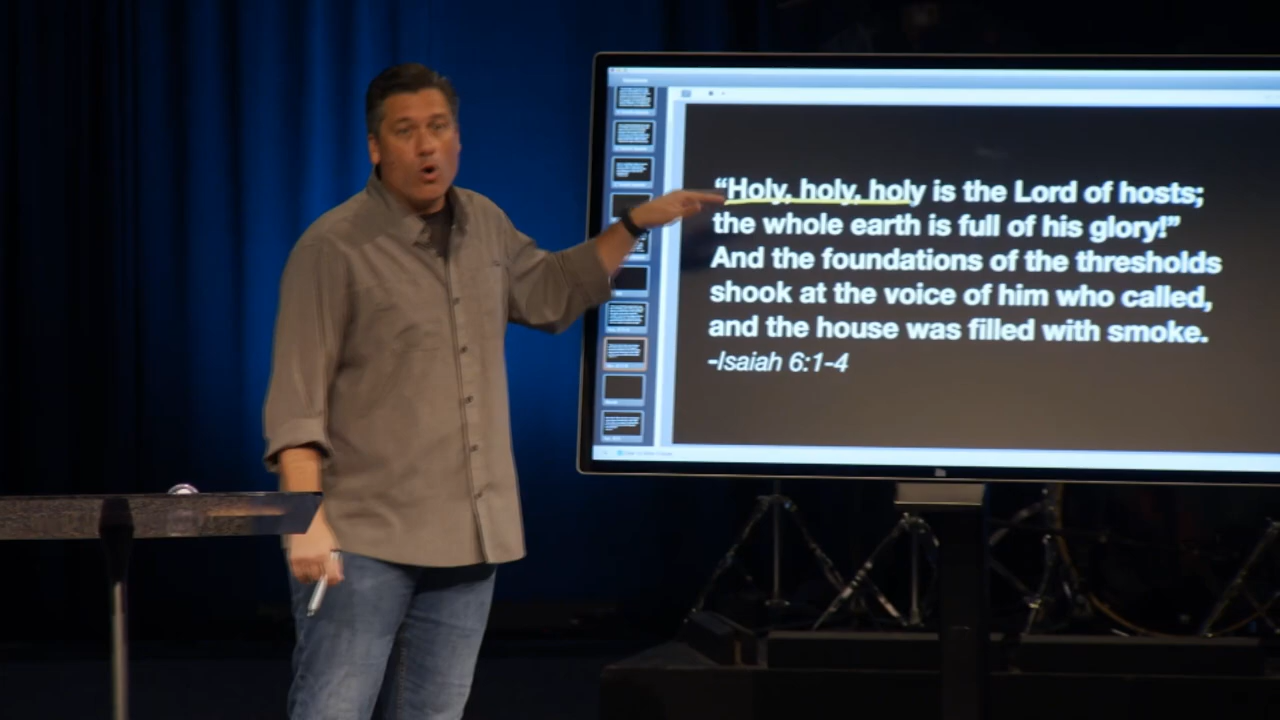 “Holy, holy, holy is the Lord of hosts;
the whole earth is full of his glory!”
And the foundations of the thresholds
shook at the voice of him who called,
and the house was filled with smoke.
-Isaiah 6:1-4